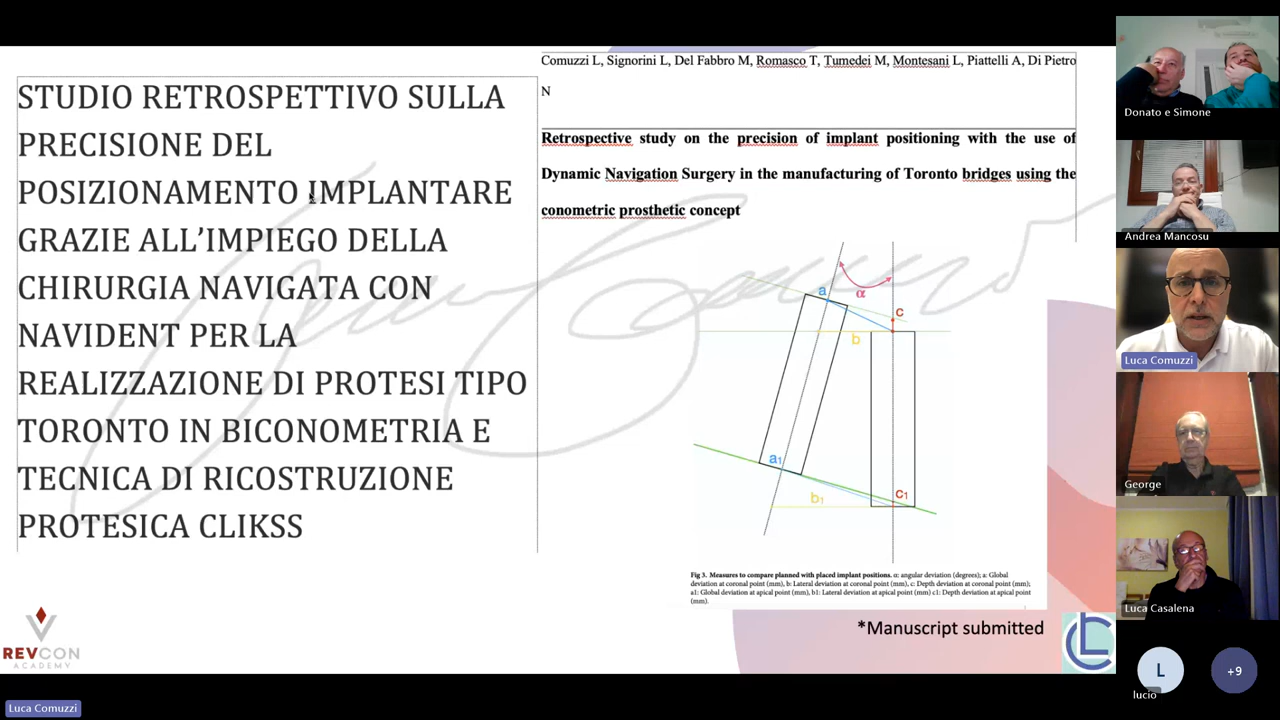 STUDIO RETROSPETTIVO SULLA
PRECISIONE DEL
POSIZIONAMENTO IMPLANTARE
GRAZIE ALL'IMPIEGO DELLA
CHIRURGIA NAVIGATA CON
NAVIDENT PER LA
REALIZZAZIONE DI PROTESI TIPO
TORONTO IN BICONOMETRIA E
TECNICA DI RICOSTRUZIONE
PROTESICA CLIKSS
Comuzzi L, Signorini L, Del Fabbro M, Romasco T, Tumedei M, Montesani L, Piattelli A, Di Pietro
N
Retrospective study on the precision of implant positioning with the use of
Dynamic Navigation Surgery in the manufacturing of Toronto bridges using the
conometric prosthetic concept
α
a
c
b
a1
b1
c1
Fig 3. Measures to compare planned with placed implant positions. α: angular deviation (degrees); a: Global
deviation at coronal point (mm), b: Lateral deviation at coronal point (mm), c: Depth deviation at coronal point (mm);
a1: Global deviation at apical point (mm), b1: Lateral deviation at apical point (mm) c1: Depth deviation at apical point
(mm).
*Manuscript submitted
REVCON
ACADEMY
Luca Comuzzi
Donato e Simone
Andrea Mancosu
Luca Comuzzi
George
Luca Casalena
L
lucio
+9